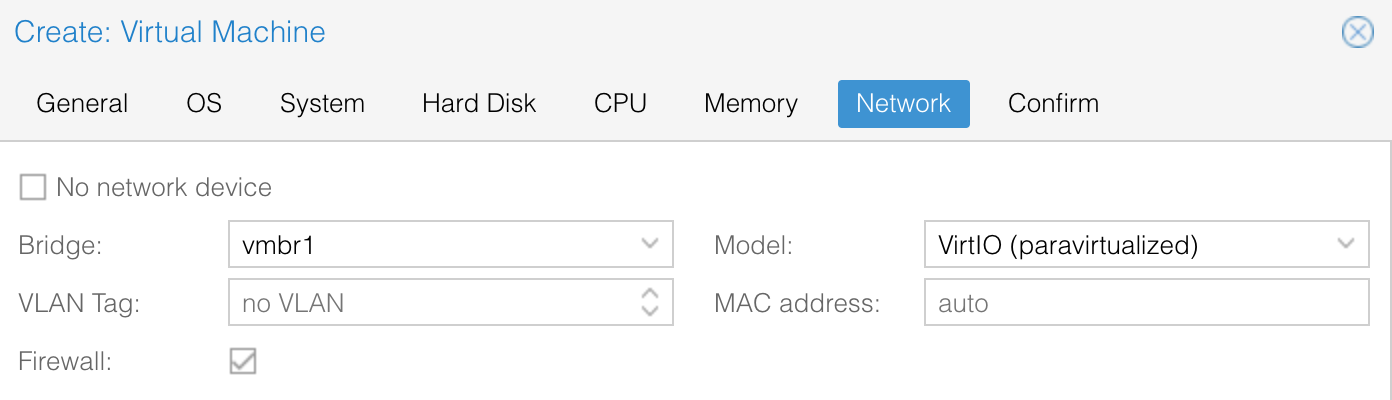 Create: Virtual Machine
General OS System Hard Disk CPU Memory Network Confirm
No network device
Bridge: vmbr1 Model: VirtIO (paravirtualized)
VLAN Tag: no VLAN MAC address: auto
Firewall: